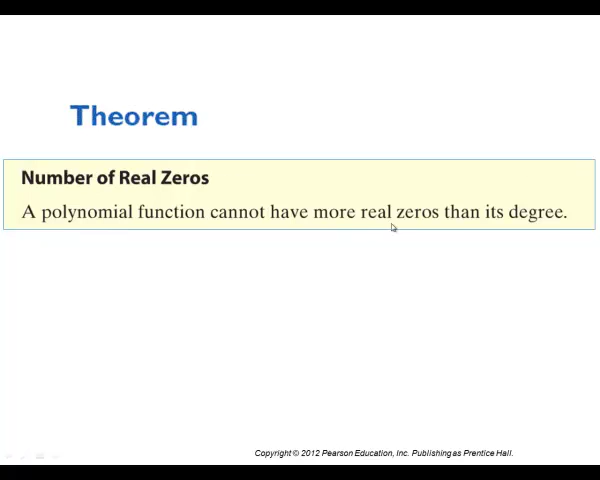 Theorem
Number of Real Zeros
A polynomial function cannot have more real zeros than its degree.
Copyright © 2012 Pearson Education, Inc. Publishing as Prentice Hall.